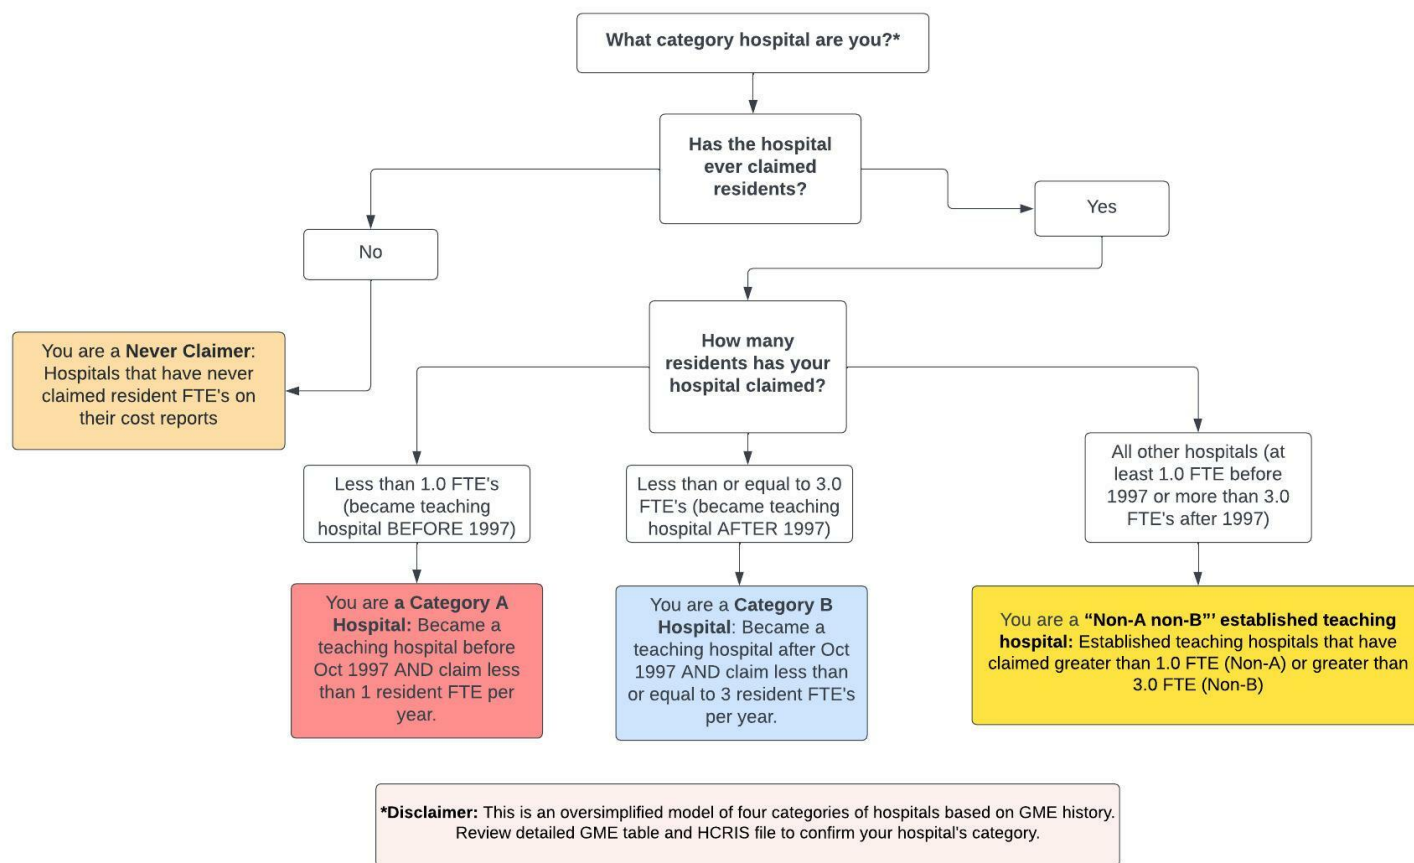 What category hospital are you?*
Has the hospital
ever claimed
residents?
Yes
No
How many
residents has your
hospital claimed?
You are a Never Claimer:
Hospitals that have never
claimed resident FTE's on
their cost reports
Less than 1.0 FTE's
(became teaching
hospital BEFORE 1997)
Less than or equal to 3.0
FTE's (became teaching
hospital AFTER 1997)
All other hospitals (at
least 1.0 FTE before
1997 or more than 3.0
FTE's after 1997)
You are a Category A
Hospital: Became a
teaching hospital before
Oct 1997 AND claim less
than 1 resident FTE per
year.
You are a Category B
Hospital: Became a
teaching hospital after Oct
1997 AND claim less than
or equal to 3 resident FTE's
per year.
You are a “Non-A non-B”’ established teaching
hospital: Established teaching hospitals that have
claimed greater than 1.0 FTE (Non-A) or greater than
3.0 FTE (Non-B)
*Disclaimer: This is an oversimplified model of four categories of hospitals based on GME history.
Review detailed GME table and HCRIS file to confirm your hospital's category.